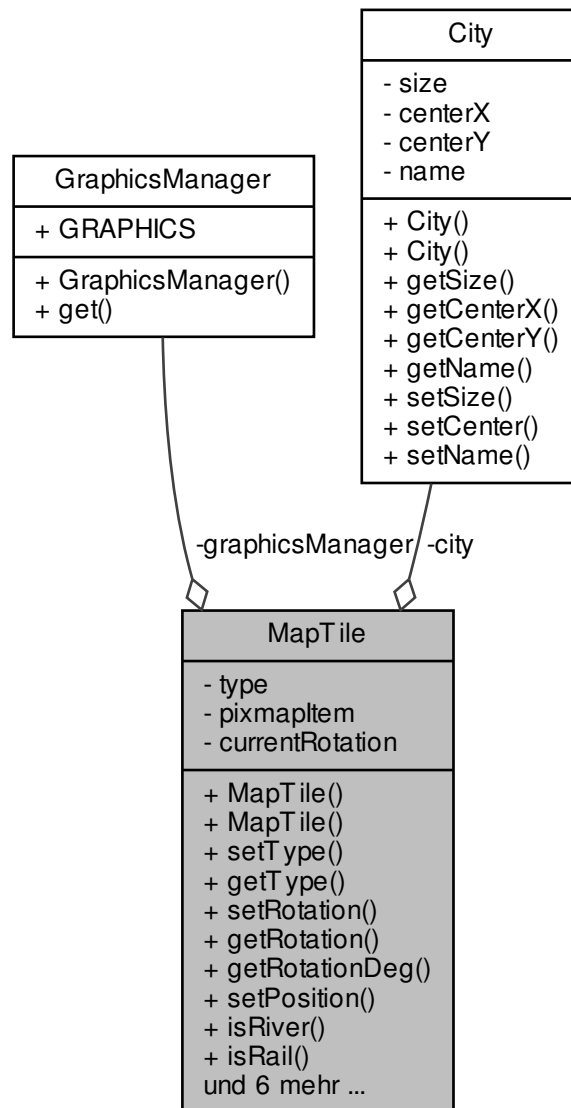 City
- size
- centerX
- centerY
- name
+ City()
+ City()
+ getSize()
+ getCenterX()
+ getCenterY()
+ getName()
+ setSize()
+ setCenter()
+ setName()
GraphicsManager
+ GRAPHICS
+ GraphicsManager()
+ get()
-graphicsManager
-city
MapTile
- type
- pixmapItem
- currentRotation
+ MapTile()
+ MapTile()
+ setType()
+ getType()
+ setRotation()
+ getRotation()
+ getRotationDeg()
+ setPosition()
+ isRiver()
+ isRail()
und 6 mehr ...